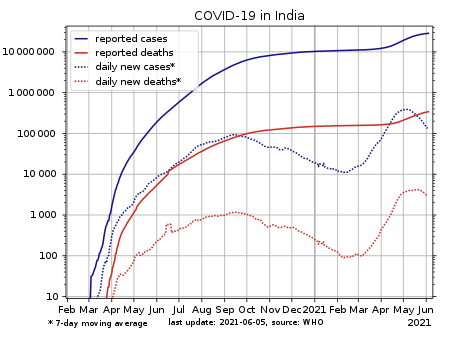 COVID-19 in India
reported cases
reported deaths
daily new cases*
daily new deaths*
10 000 000
1 000 000
100 000
10 000
1 000
100
10
Feb Mar Apr May Jun Jul Aug Sep Oct Nov Dec 2021 Feb Mar Apr May Jun
2021
* 7-day moving average
last update: 2021-06-05, source: WHO